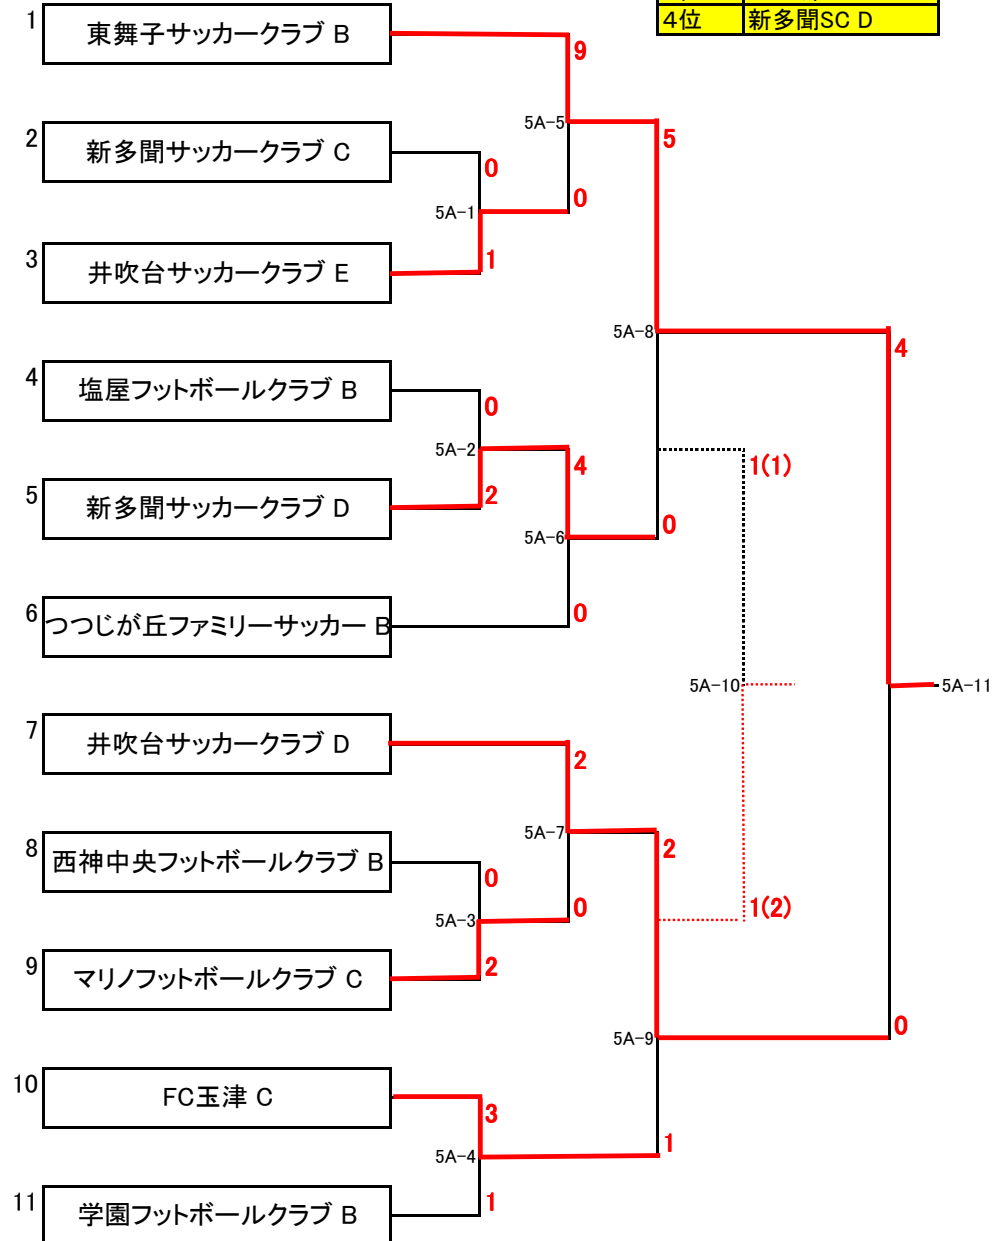 4位 新多聞SC D
1 東舞子サッカークラブ B
9
5A-5
5
2 新多聞サッカークラブ C
0
5A-1
0
3 井吹台サッカークラブ E
1
5A-8
4
4 塩屋フットボールクラブ B
0
5A-2
4
1(1)
5 新多聞サッカークラブ D
2
5A-6
0
6 つつじが丘ファミリーサッカー B
0
5A-10
5A-11
7 井吹台サッカークラブ D
2
5A-7
2
8 西神中央フットボールクラブ B
0
5A-3
0
1(2)
9 マリノフットボールクラブ C
2
5A-9
0
10 FC玉津 C
3
5A-4
1
11 学園フットボールクラブ B
1